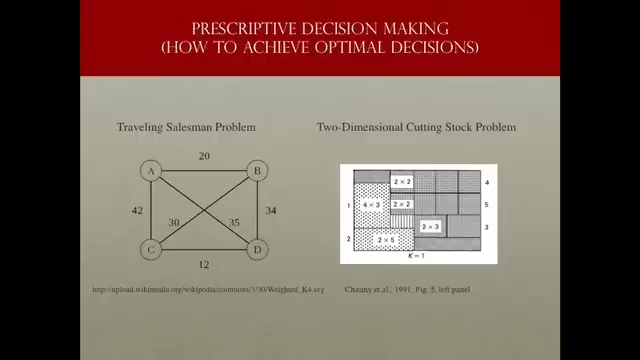 PRESCRIPTIVE DECISION MAKING
(HOW TO ACHIEVE OPTIMAL DECISIONS)
Traveling Salesman Problem
Two-Dimensional Cutting Stock Problem
20
A
B
42
30
35
34
C
D
12
2 × 2
4
1
4 × 3
2 × 2
5
2 × 3
3
2
2 × 5
K = 1
http://upload.wikimedia.org/wikipedia/commons/3/30/Weighted_K4.svg
Chauny et al., 1991, Fig. 5, left panel